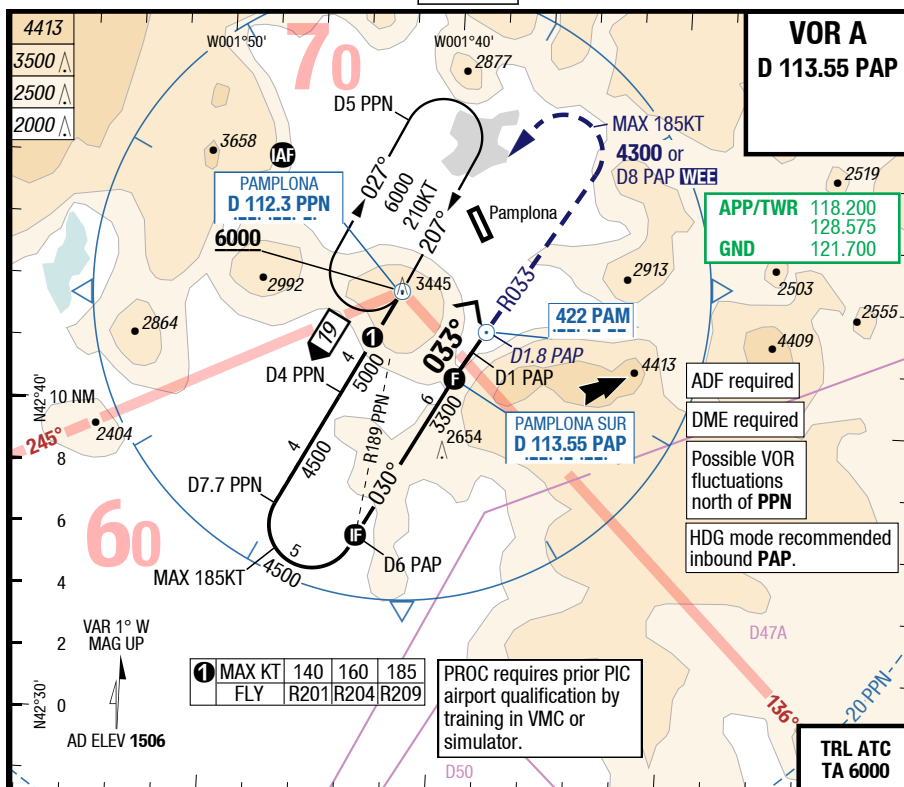 4413
3500
2500
2000
W001°50'
W001°40'
VOR A
D 113.55 PAP
70
2877
D5 PPN
3658
IAF
MAX 185KT
4300 or
D8 PAP WEE
2519
PAMPLONA
D 112.3 PPN
027°
6000
210KT
207°
Pamplona
APP/TWR 118.200
128.575
GND 121.700
6000
3445
2992
2913
2503
R033
2864
19
1
422 PAM
2555
4409
033°
D1.8 PAP
4
5000
D4 PPN
D1 PAP
4413
F
ADF required
N42°40'
10 NM
R189 PPN
6
3300
PAMPLONA SUR
D 113.55 PAP
DME required
2404
245°
4
4500
2654
Possible VOR
fluctuations
north of PPN
8
D7.7 PPN
030°
60
6
IF
HDG mode recommended
inbound PAP.
5
4500
D6 PAP
MAX 185KT
4
VAR 1° W
MAG UP
2
D47A
1 MAX KT 140 160 185
FLY R201 R204 R209
PROC requires prior PIC
airport qualification by
training in VMC or
simulator.
N42°30'
0
136°
20 PPN
AD ELEV 1506
D50
TRL ATC
TA 6000